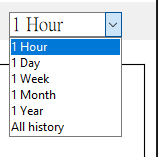 1 Hour
1 Hour
1 Day
1 Week
1 Month
1 Year
All history